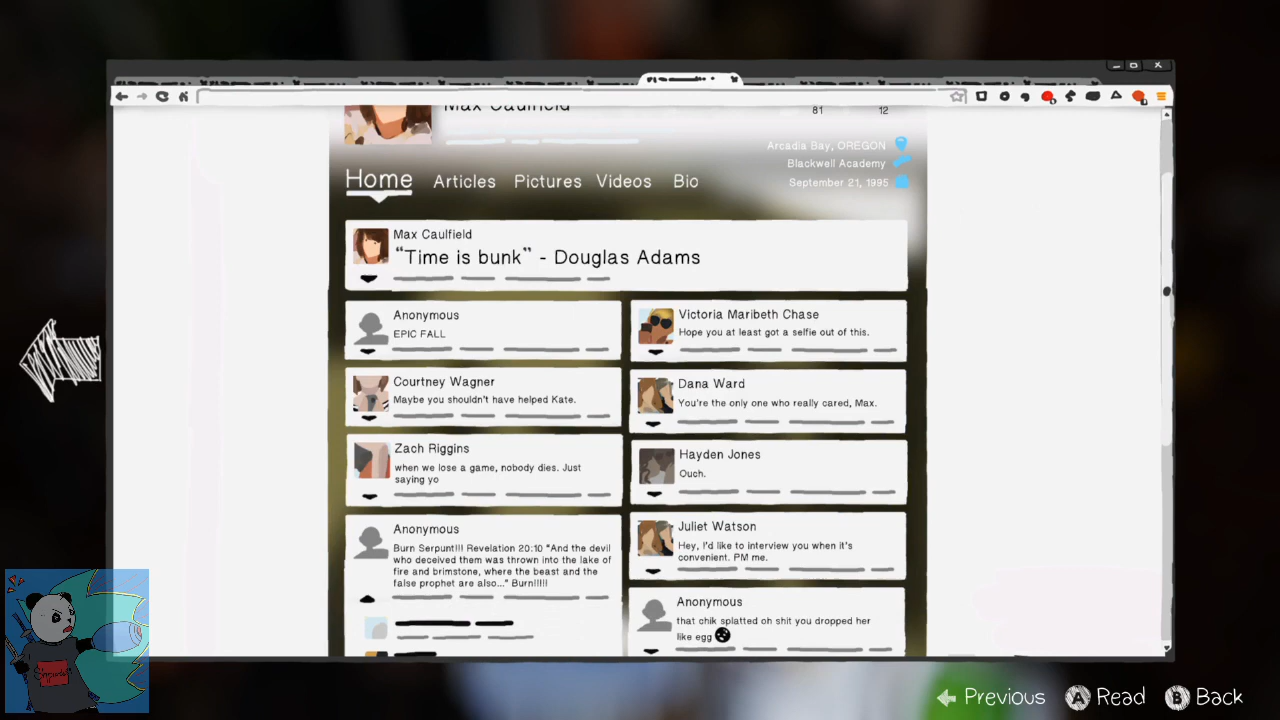 Max Caulfield
81 12
Arcadia Bay, OREGON
Blackwell Academy
September 21, 1995
Home Articles Pictures Videos Bio
Max Caulfield
“Time is bunk” - Douglas Adams
Anonymous
EPIC FALL
Victoria Maribeth Chase
Hope you at least got a selfie out of this.
Courtney Wagner
Maybe you shouldn't have helped Kate.
Dana Ward
You're the only one who really cared, Max.
Zach Riggins
when we lose a game, nobody dies. Just
saying yo
Hayden Jones
Ouch.
Anonymous
Burn Serpunt!!! Revelation 20:10 “And the devil
who deceived them was thrown into the lake of
fire and brimstone, where the beast and the
false prophet are also...” Burn!!!!!
Juliet Watson
Hey, I'd like to interview you when it's
convenient. PM me.
Anonymous
that chik splatted oh shit you dropped her
like egg
Previous A Read B Back